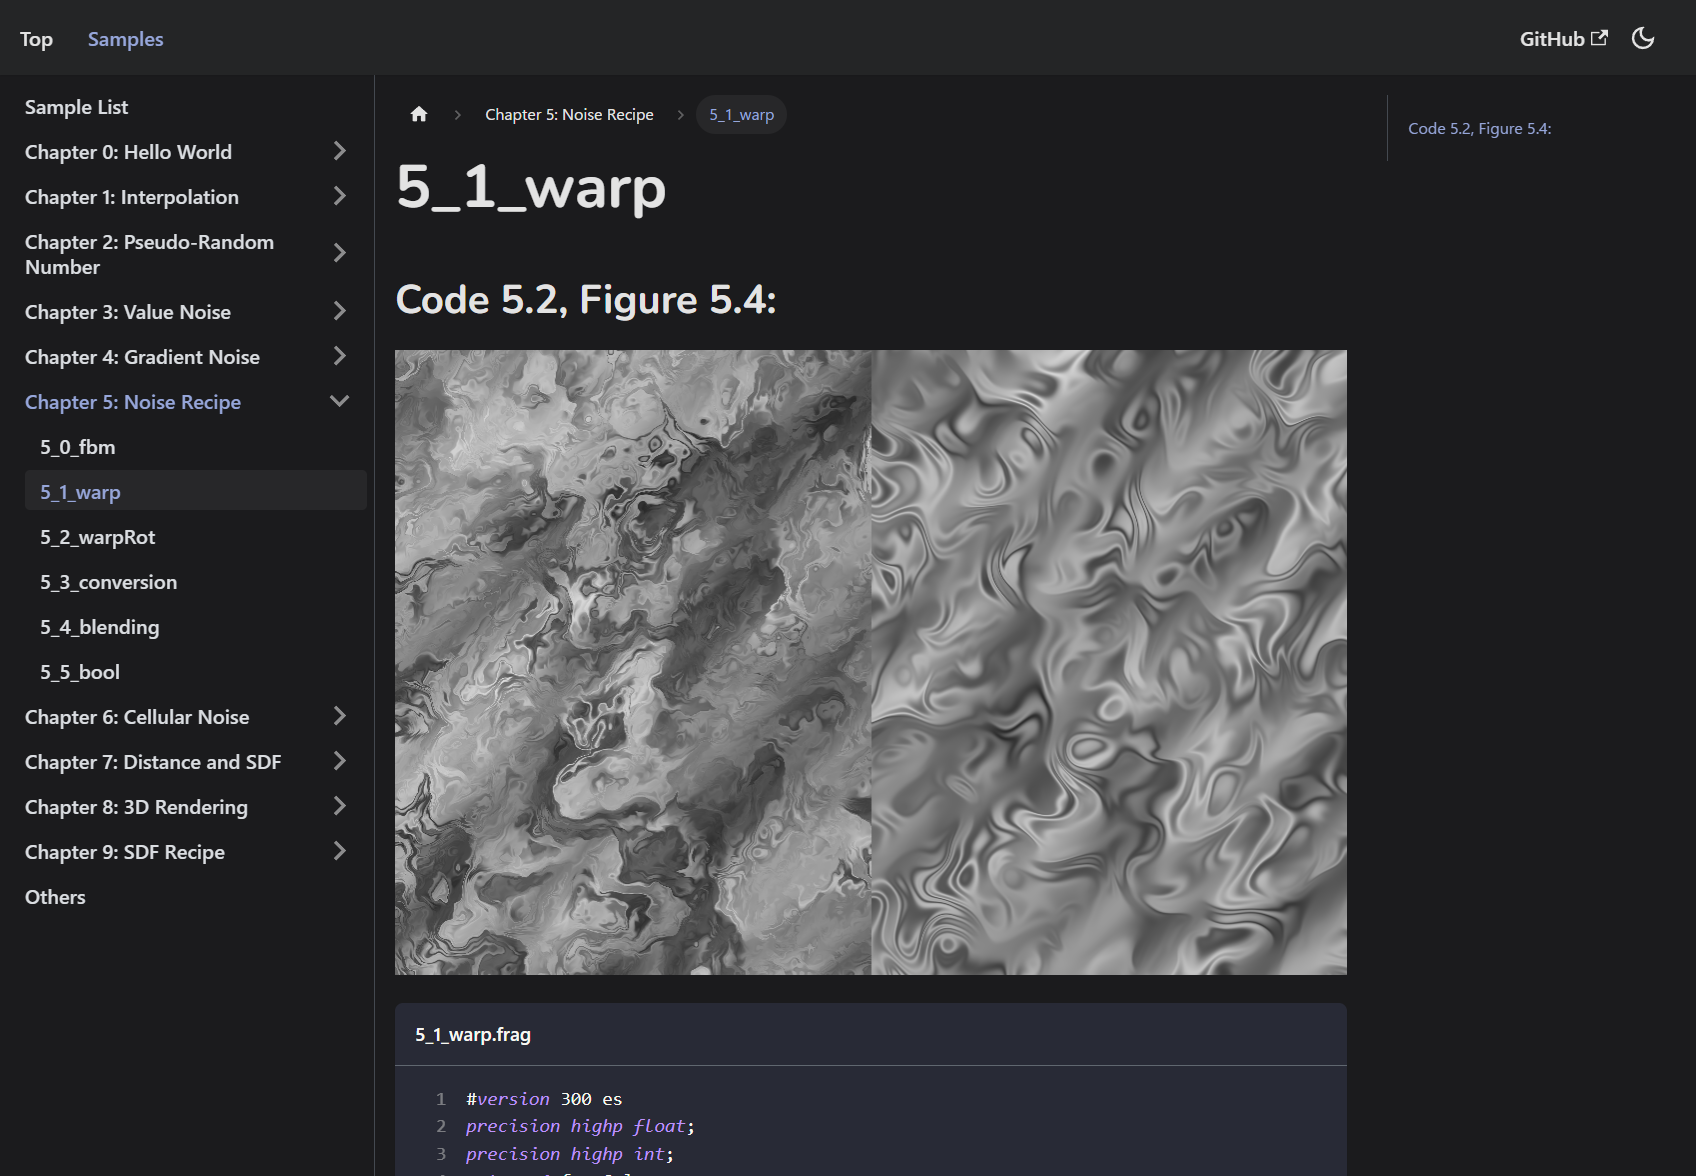 Top
Samples
GitHub
Sample List
Chapter 0: Hello World
Chapter 1: Interpolation
Chapter 2: Pseudo-Random
Number
Chapter 3: Value Noise
Chapter 4: Gradient Noise
Chapter 5: Noise Recipe
5_0_fbm
5_1_warp
5_2_warpRot
5_3_conversion
5_4_blending
5_5_bool
Chapter 6: Cellular Noise
Chapter 7: Distance and SDF
Chapter 8: 3D Rendering
Chapter 9: SDF Recipe
Others
Chapter 5: Noise Recipe
5_1_warp
5_1_warp
Code 5.2, Figure 5.4:
5_1_warp.frag
1 #version 300 es
2 precision highp float;
3 precision highp int;
Code 5.2, Figure 5.4: